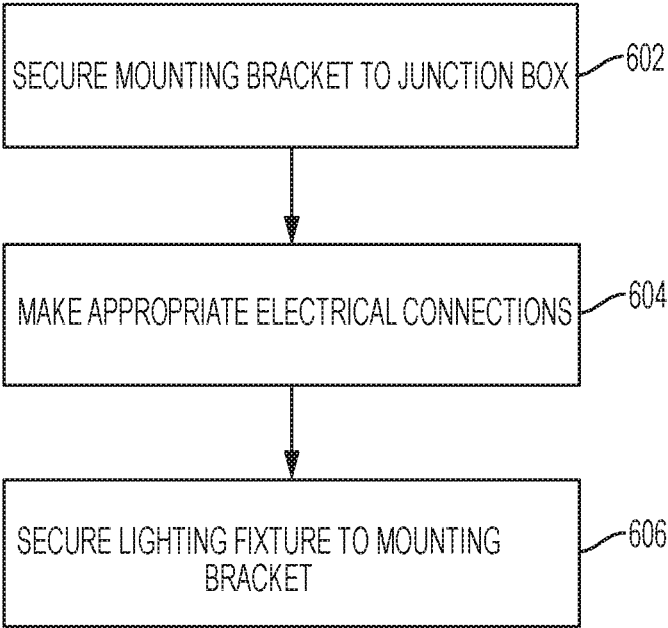 SECURE MOUNTING BRACKET TO JUNCTION BOX
602
MAKE APPROPRIATE ELECTRICAL CONNECTIONS
604
SECURE LIGHTING FIXTURE TO MOUNTING
BRACKET
606